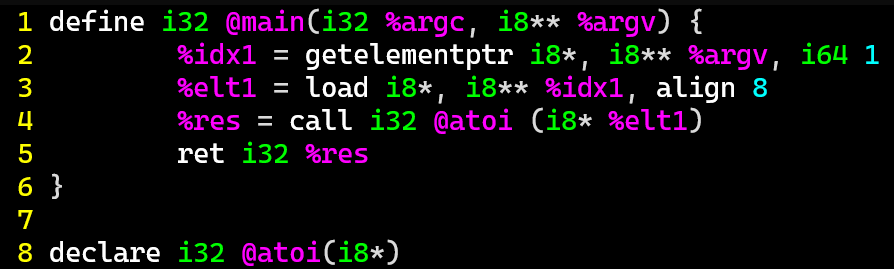 1 define i32 @main(i32 %argc, i8** %argv) {
2         %idx1 = getelementptr i8*, i8** %argv, i64 1
3         %elt1 = load i8*, i8** %idx1, align 8
4         %res = call i32 @atoi (i8* %elt1)
5         ret i32 %res
6 }
7
8 declare i32 @atoi(i8*)